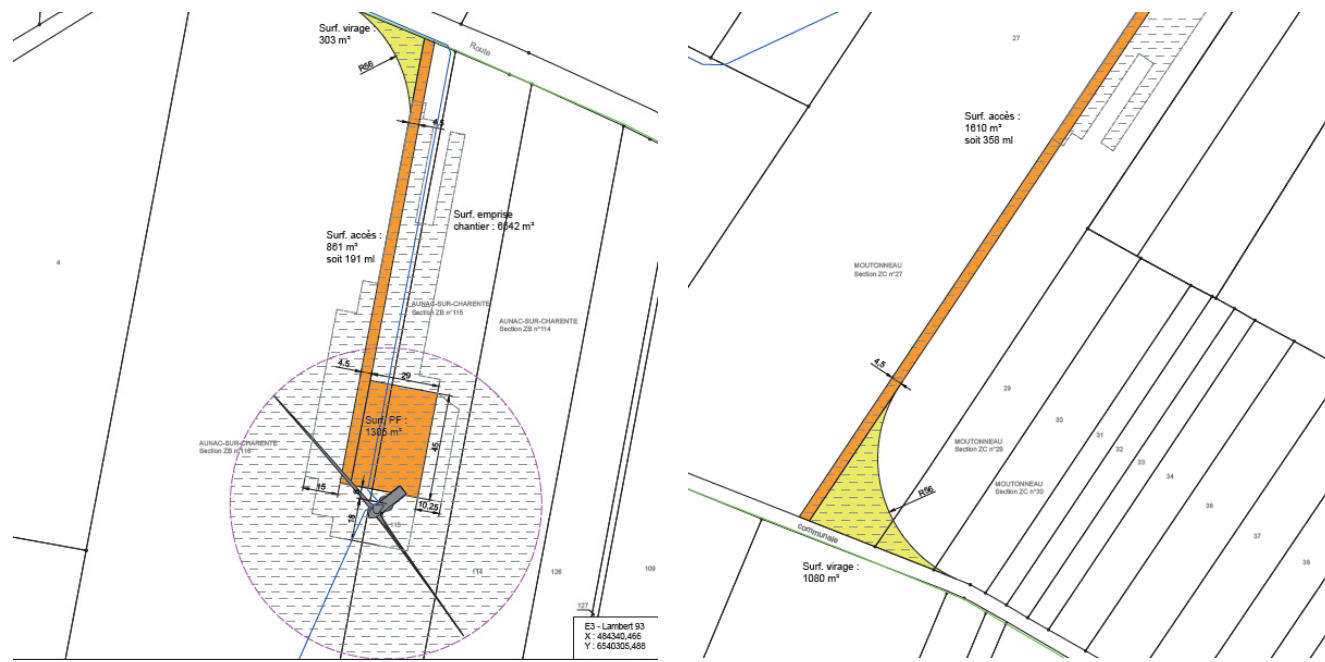 Surf. virage :
303 m²
R56
Route
4.5
Surf. emprise
chantier : 6542 m²
Surf. accès :
861 m²
soit 191 ml
4
AUNAC-SUR-CHARENTE
Section ZB n°115
AUNAC-SUR-CHARENTE
Section ZB n°114
4.5
29
Surf. PF :
1305 m²
45
AUNAC-SUR-CHARENTE
Section ZB n°116
15
18
10,25
115
114
126
109
127
E3 - Lambert 93
X : 484340,466
Y : 6540305,488
27
Surf. accès :
1610 m²
soit 358 ml
MOUTONNEAU
Section ZC n°27
4.5
29
30
31
32
33
34
36
37
38
MOUTONNEAU
Section ZC n°29
MOUTONNEAU
Section ZC n°30
R56
communale
Surf. virage :
1080 m²